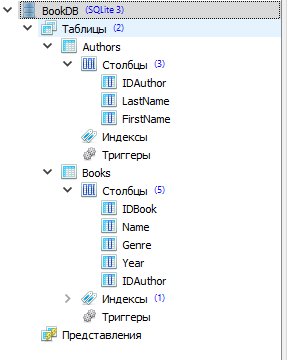 BookDB (SQLite 3)
Таблицы (2)
Authors
Столбцы (3)
IDAuthor
LastName
FirstName
Индексы
Триггеры
Books
Столбцы (5)
IDBook
Name
Genre
Year
IDAuthor
Индексы (1)
Триггеры
Представления